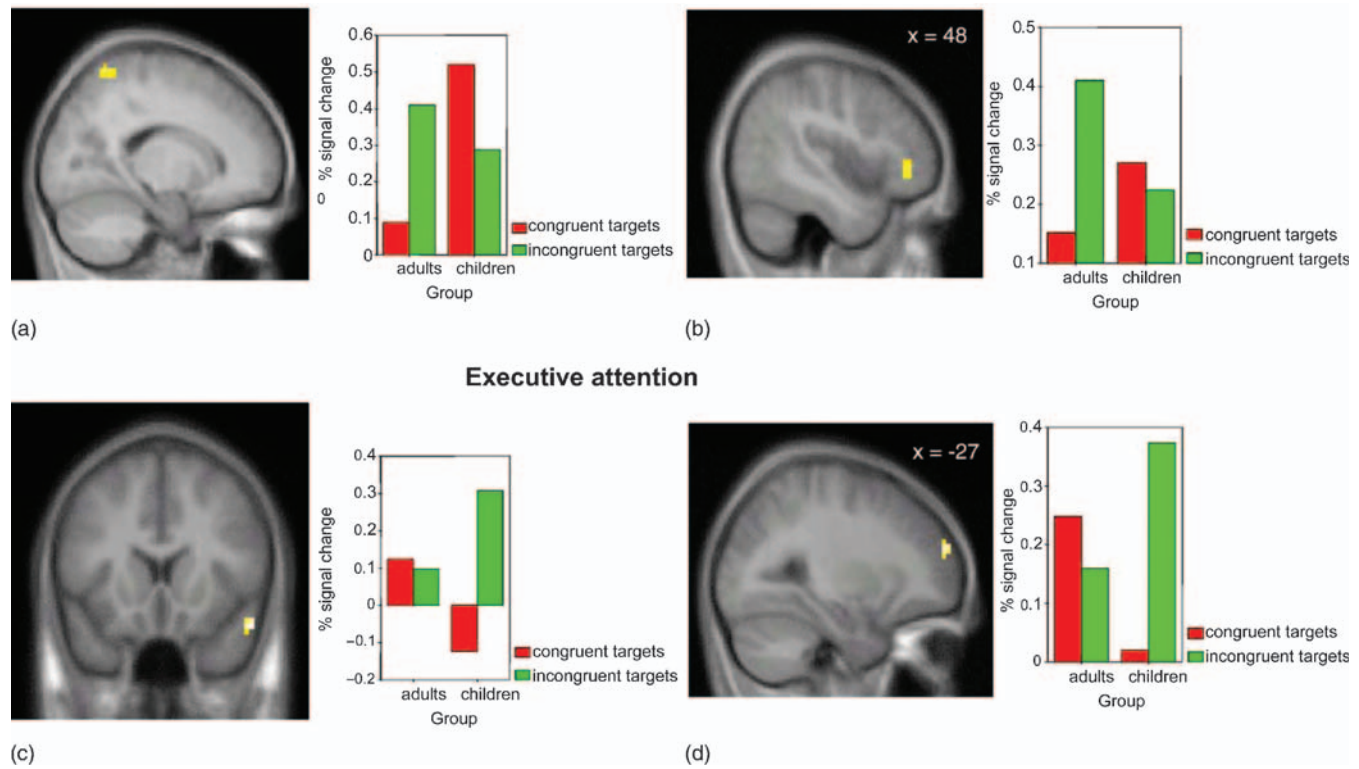 0.6
0.5
0.4
0.3
0.1
0
% signal change
0
adults children
Group
congruent targets
incongruent targets
(a)
x = 48
0.5
0.4
0.3
0.2
0.1
% signal change
adults children
Group
congruent targets
incongruent targets
(b)
Executive attention
0.4
0.3
0.2
0.1
0
–0.1
–0.2
% signal change
adults children
Group
congruent targets
incongruent targets
(c)
x = -27
0.4
0.3
0.2
0.1
0
% signal change
adults children
Group
congruent targets
incongruent targets
(d)